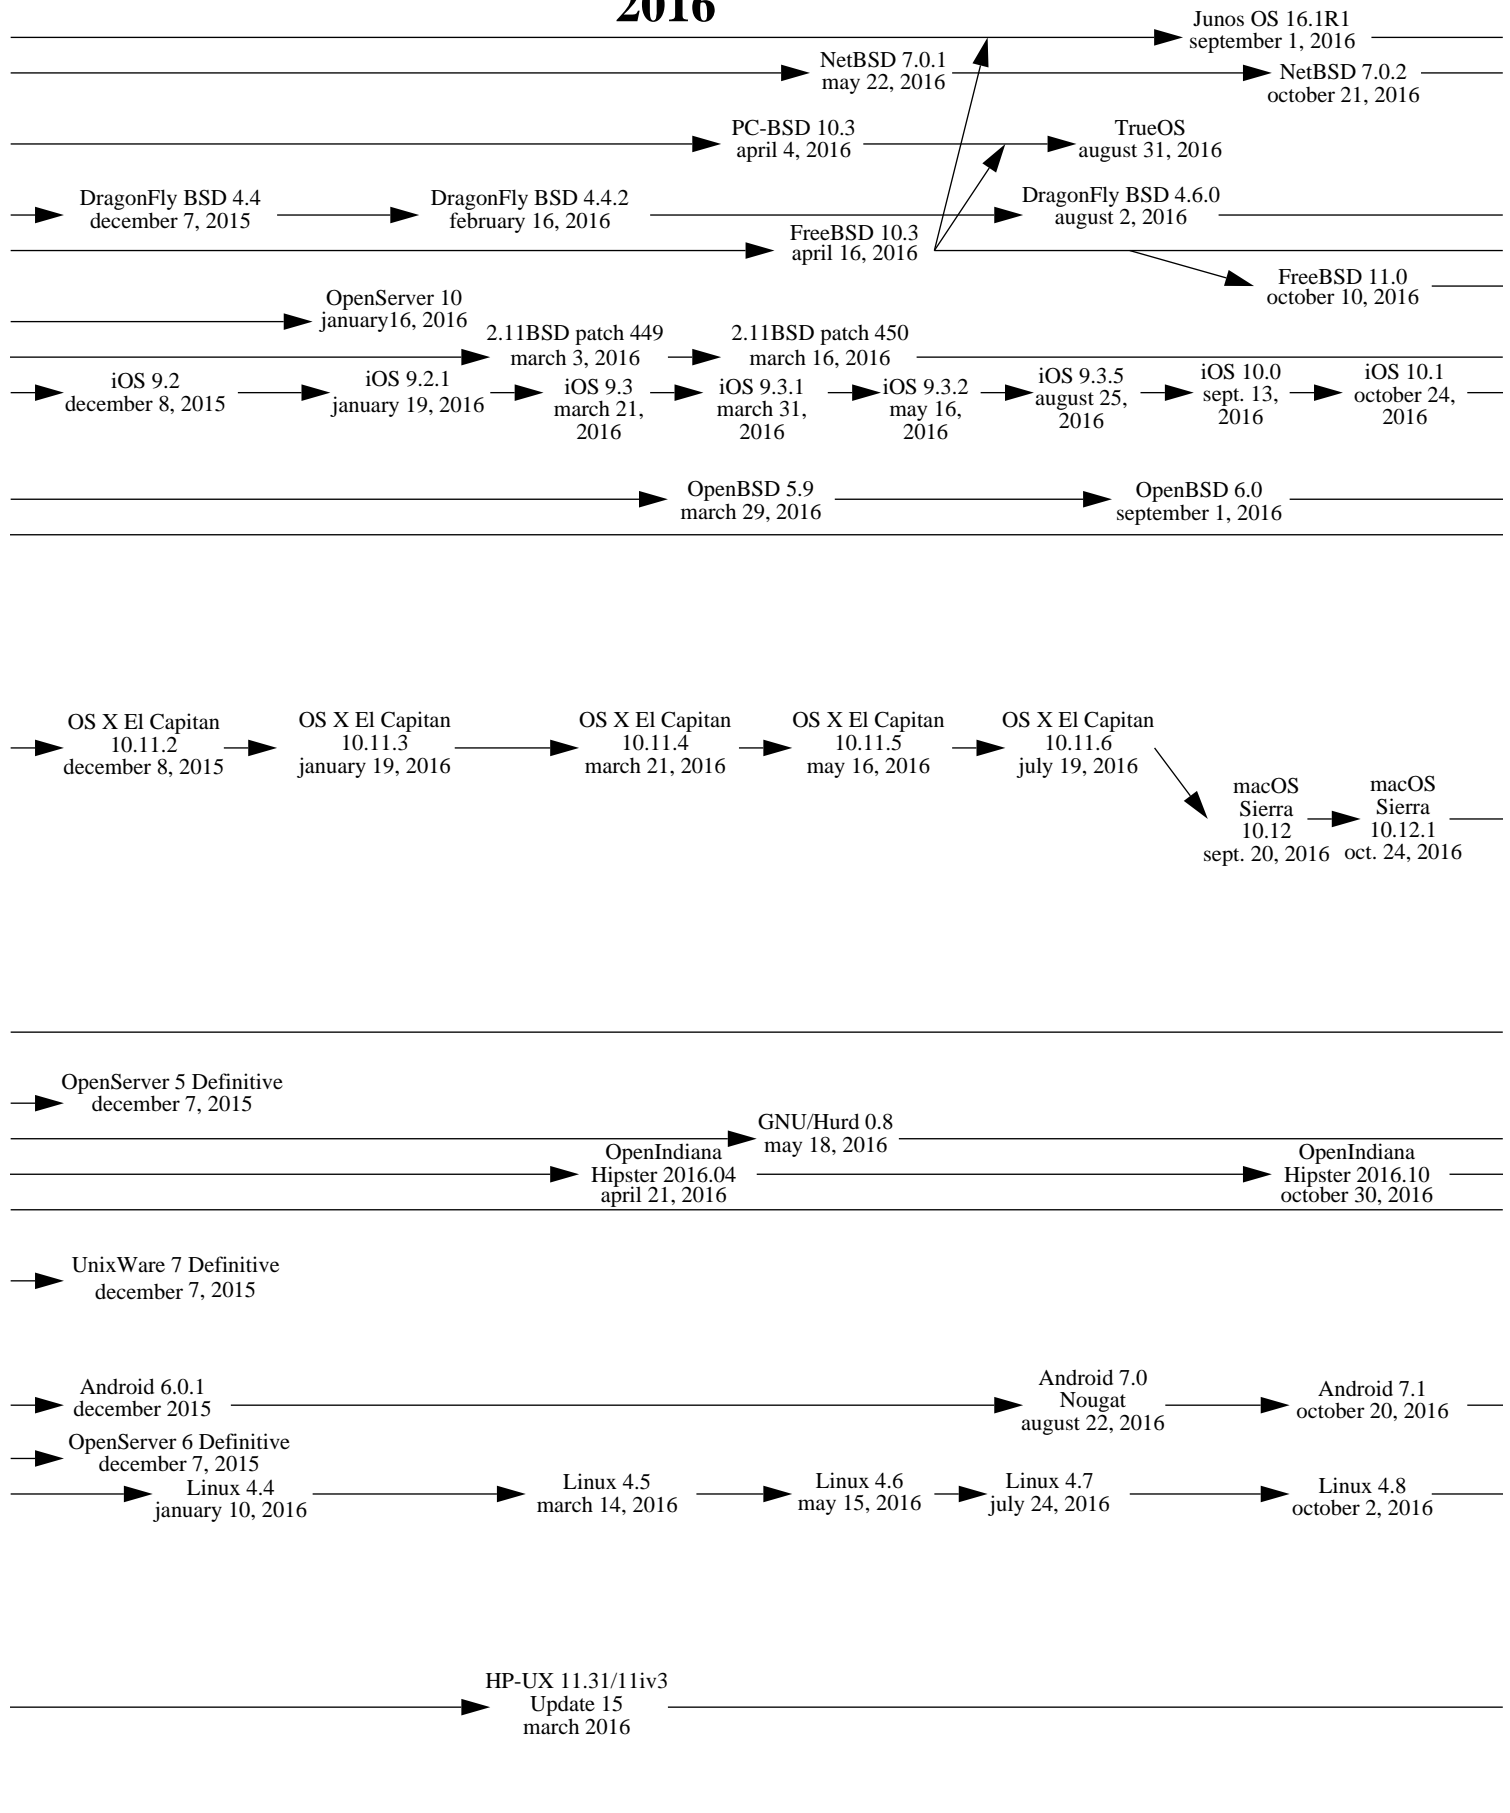 2016
Junos OS 16.1R1
september 1, 2016
NetBSD 7.0.1
may 22, 2016
NetBSD 7.0.2
october 21, 2016
PC-BSD 10.3
april 4, 2016
TrueOS
august 31, 2016
DragonFly BSD 4.4
december 7, 2015
DragonFly BSD 4.4.2
february 16, 2016
DragonFly BSD 4.6.0
august 2, 2016
FreeBSD 10.3
april 16, 2016
FreeBSD 11.0
october 10, 2016
OpenServer 10
january16, 2016
2.11BSD patch 449
march 3, 2016
2.11BSD patch 450
march 16, 2016
iOS 9.2
december 8, 2015
iOS 9.2.1
january 19, 2016
iOS 9.3
march 21,
2016
iOS 9.3.1
march 31,
2016
iOS 9.3.2
may 16,
2016
iOS 9.3.5
august 25,
2016
iOS 10.0
sept. 13,
2016
iOS 10.1
october 24,
2016
OpenBSD 5.9
march 29, 2016
OpenBSD 6.0
september 1, 2016
OS X El Capitan
10.11.2
december 8, 2015
OS X El Capitan
10.11.3
january 19, 2016
OS X El Capitan
10.11.4
march 21, 2016
OS X El Capitan
10.11.5
may 16, 2016
OS X El Capitan
10.11.6
july 19, 2016
macOS
Sierra
10.12
sept. 20, 2016
macOS
Sierra
10.12.1
oct. 24, 2016
OpenServer 5 Definitive
december 7, 2015
GNU/Hurd 0.8
may 18, 2016
OpenIndiana
Hipster 2016.04
april 21, 2016
OpenIndiana
Hipster 2016.10
october 30, 2016
UnixWare 7 Definitive
december 7, 2015
Android 6.0.1
december 2015
Android 7.0
Nougat
august 22, 2016
Android 7.1
october 20, 2016
OpenServer 6 Definitive
december 7, 2015
Linux 4.4
january 10, 2016
Linux 4.5
march 14, 2016
Linux 4.6
may 15, 2016
Linux 4.7
july 24, 2016
Linux 4.8
october 2, 2016
HP-UX 11.31/11iv3
Update 15
march 2016